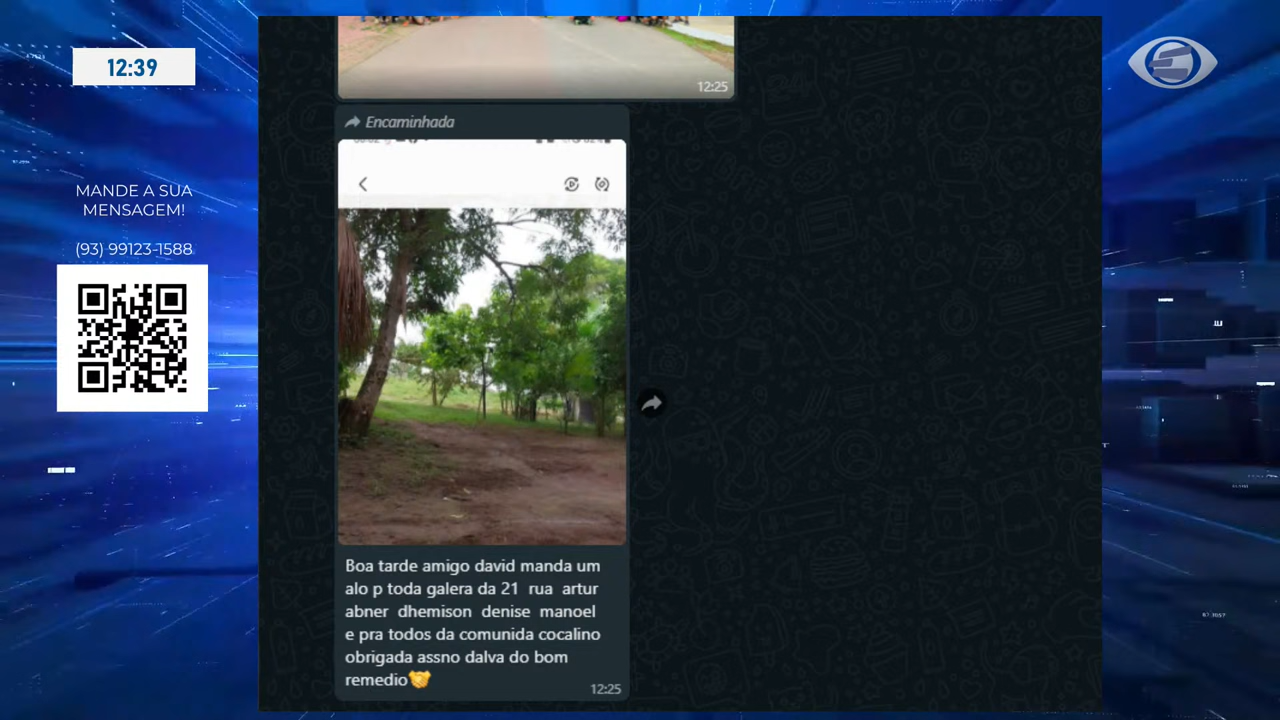 12:39
MANDE A SUA
MENSAGEM!
(93) 99123-1588
12:25
Encaminhada
Boa tarde amigo david manda um
alo p toda galera da 21 rua artur
abner dhemison denise manoel
e pra todos da comunida cocalino
obrigada assno dalva do bom
remedio🤝
12:25